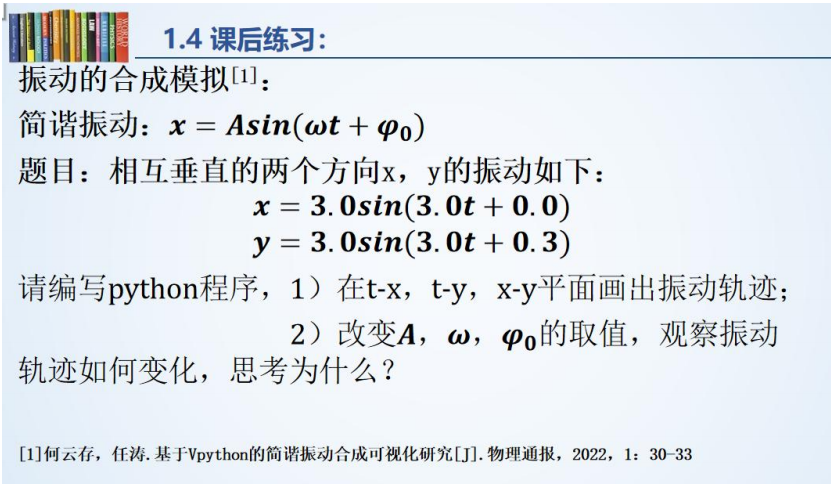 1.4 课后练习：
振动的合成模拟[1]：
简谐振动：x = Asin(ωt + φ₀)
题目：相互垂直的两个方向x，y的振动如下：
x = 3.0sin(3.0t + 0.0)
y = 3.0sin(3.0t + 0.3)
请编写python程序，1）在t-x，t-y，x-y平面画出振动轨迹；
2）改变A，ω，φ₀的取值，观察振动
轨迹如何变化，思考为什么？
[1]何云存，任涛.基于Vpython的简谐振动合成可视化研究[J].物理通报，2022，1：30-33